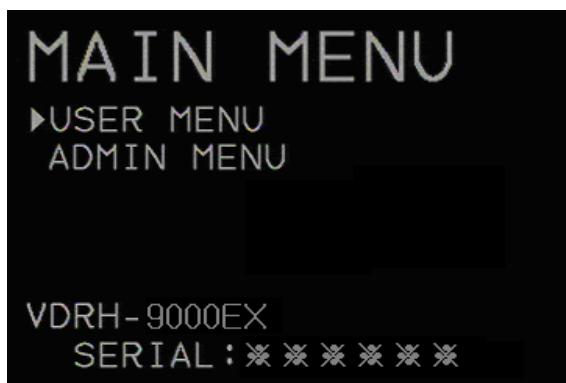 MAIN MENU
▶USER MENU
ADMIN MENU
VDRH-9000EX
SERIAL:※※※※※※